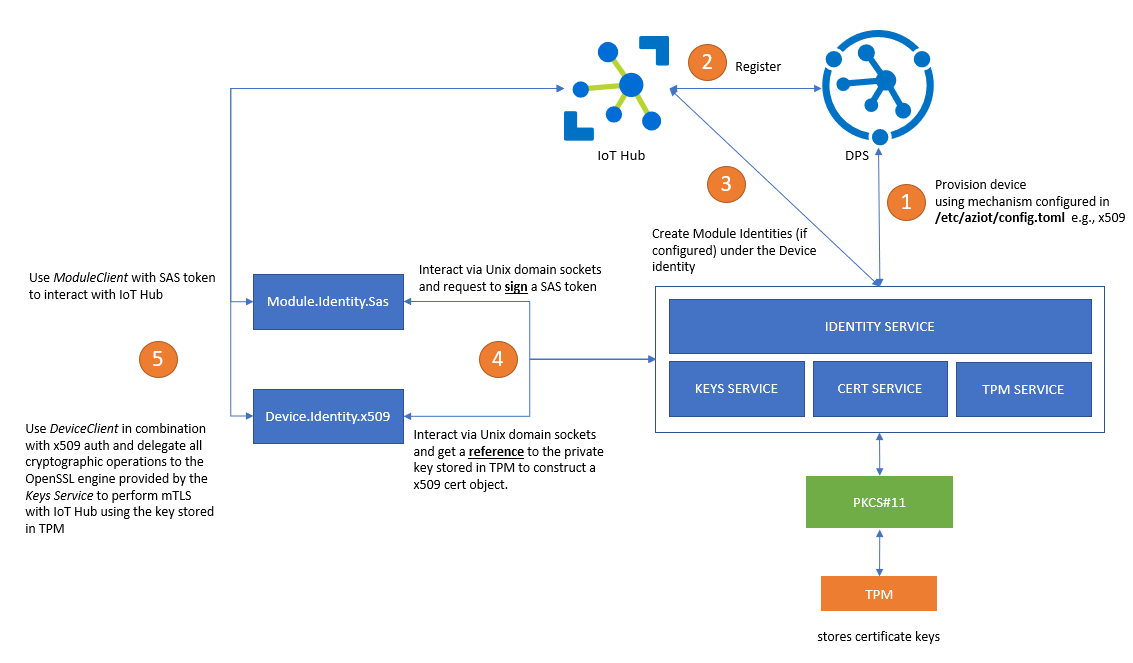 2
Register
IoT Hub
DPS
1
Provision device
using mechanism configured in
/etc/aziot/config.toml e.g., x509
3
Create Module Identities (if
configured) under the Device
identity
Use ModuleClient with SAS token
to interact with IoT Hub
Module.Identity.Sas
Interact via Unix domain sockets
and request to sign a SAS token
IDENTITY SERVICE
KEYS SERVICE
CERT SERVICE
TPM SERVICE
5
4
Device.Identity.x509
Use DeviceClient in combination
with x509 auth and delegate all
cryptographic operations to the
OpenSSL engine provided by the
Keys Service to perform mTLS
with IoT Hub using the key stored
in TPM
Interact via Unix domain sockets
and get a reference to the private
key stored in TPM to construct a
x509 cert object.
PKCS#11
TPM
stores certificate keys